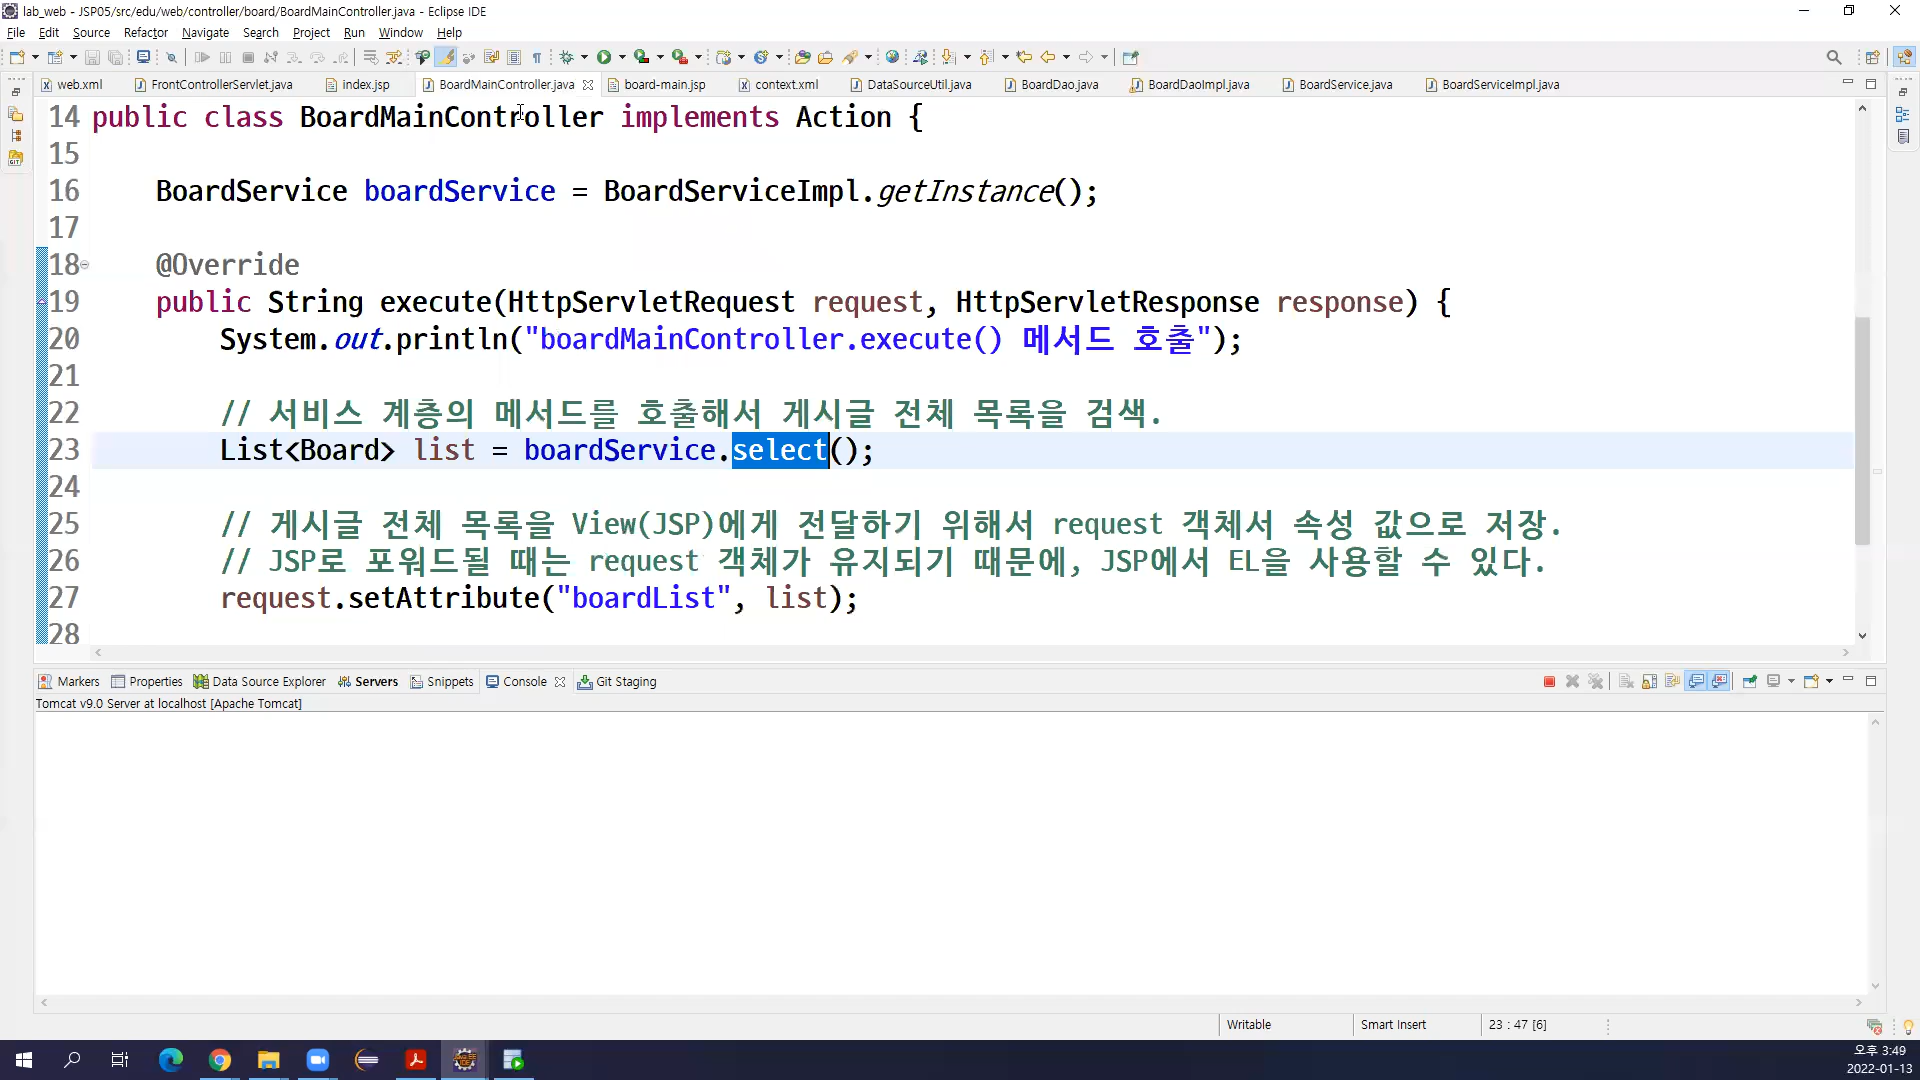 lab_web - JSP05/src/edu/web/controller/board/BoardMainController.java - Eclipse IDE
File Edit Source Refactor Navigate Search Project Run Window Help
web.xml FrontControllerServlet.java index.jsp BoardMainController.java board-main.jsp context.xml DataSourceUtil.java BoardDao.java BoardDaoImpl.java BoardService.java BoardServiceImpl.java
14 public class BoardMainController implements Action {
15
16 BoardService boardService = BoardServiceImpl.getInstance();
17
18 @Override
19 public String execute(HttpServletRequest request, HttpServletResponse response) {
20 System.out.println("boardMainController.execute() 메서드 호출");
21
22 // 서비스 계층의 메서드를 호출해서 게시글 전체 목록을 검색.
23 List<Board> list = boardService.select();
24
25 // 게시글 전체 목록을 View(JSP)에게 전달하기 위해서 request 객체서 속성 값으로 저장.
26 // JSP로 포워드될 때는 request 객체가 유지되기 때문에, JSP에서 EL을 사용할 수 있다.
27 request.setAttribute("boardList", list);
28
Markers Properties Data Source Explorer Servers Snippets Console Git Staging
Tomcat v9.0 Server at localhost [Apache Tomcat]
Writable Smart Insert 23 : 47 [6]
오후 3:49
2022-01-13